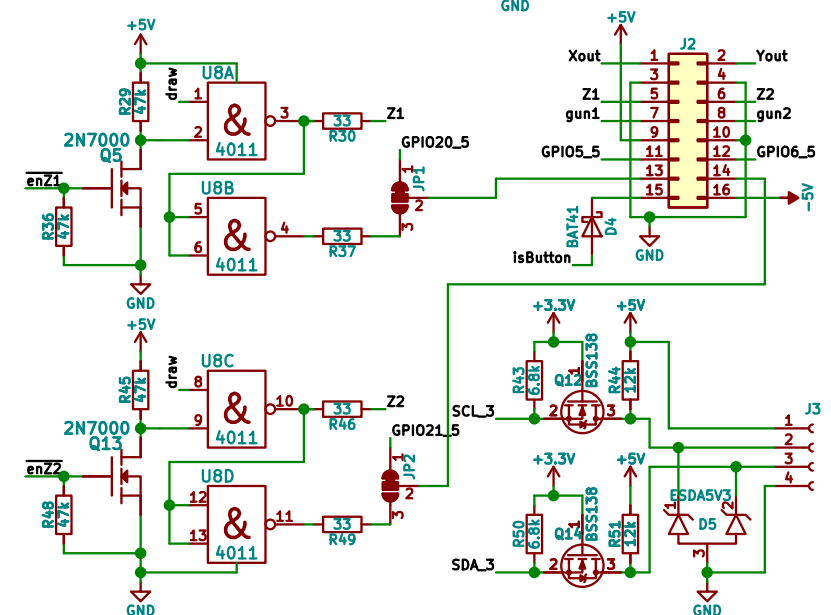 GND
+5V
R29
47k
draw
U8A
1
2
3
&
4011
33
R30
Z1
2N7000
Q5
enZ1
R36
47k
GND
U8B
5
6
4
&
4011
33
R37
GPIO20_5
JP1
1
2
3
+5V
J2
Xout
1
2
Yout
3
4
Z1
5
6
Z2
gun1
7
8
gun2
9
10
GPIO5_5
11
12
GPIO6_5
13
14
15
16
-5V
BAT41
D4
isButton
GND
+5V
R45
47k
draw
U8C
8
9
10
&
4011
33
R46
Z2
2N7000
Q13
enZ2
R48
47k
GND
U8D
12
13
11
&
4011
33
R49
GPIO21_5
JP2
1
2
3
+3.3V
+5V
R43
6.8k
Q12
BSS138
1
2
3
R44
12k
SCL_3
+3.3V
+5V
R50
6.8k
Q14
BSS138
1
2
3
R51
12k
SDA_3
J3
1
2
3
4
ESDA5V3
D5
1
2
3
GND